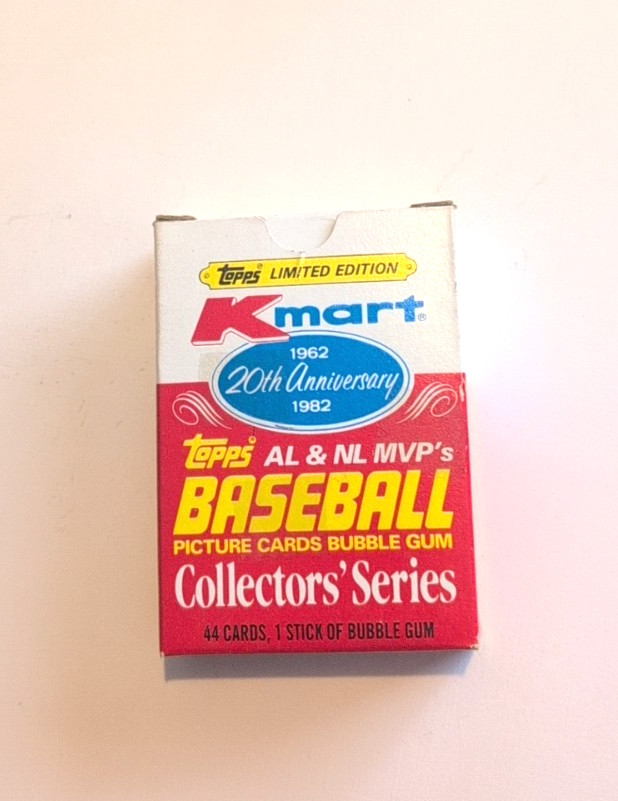 Topps® LIMITED EDITION
Kmart®
1962
20th Anniversary
1982
Topps® AL & NL MVP's
BASEBALL
PICTURE CARDS BUBBLE GUM
Collectors' Series
44 CARDS, 1 STICK OF BUBBLE GUM